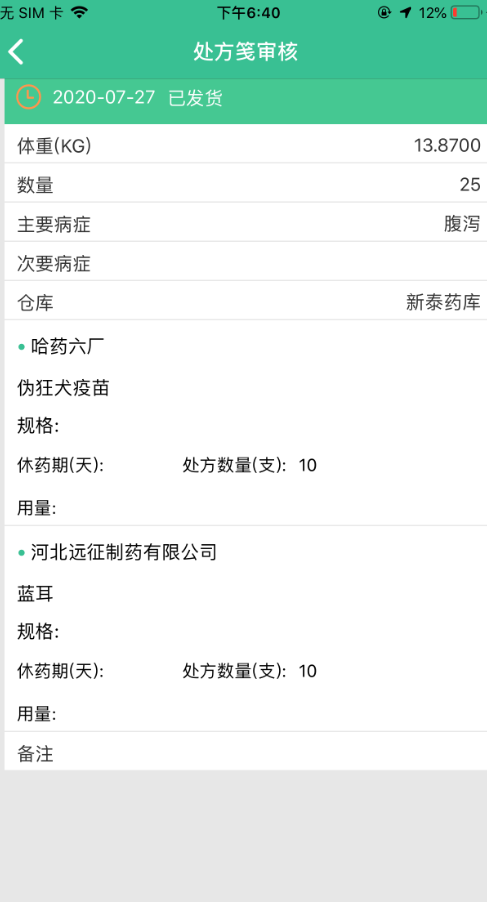 无 SIM 卡 下午6:40 12%
处方笺审核
2020-07-27 已发货
体重(KG) 13.8700
数量 25
主要病症 腹泻
次要病症
仓库 新泰药库
• 哈药六厂
伪狂犬疫苗
规格:
休药期(天): 处方数量(支): 10
用量:
• 河北远征制药有限公司
蓝耳
规格:
休药期(天): 处方数量(支): 10
用量:
备注